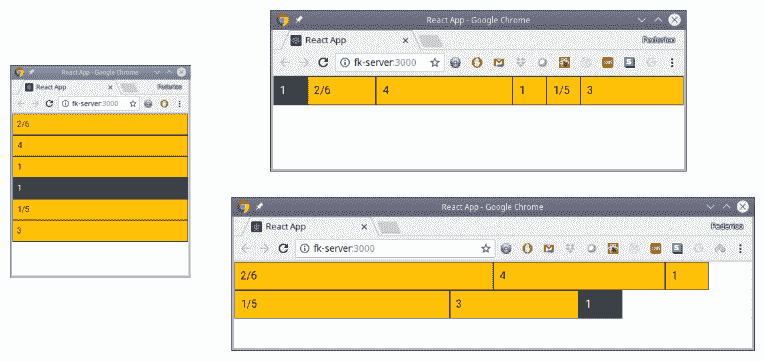 React App - Google Chrome
React App × Federico
fk-server:3000
2/6
4
1
1
1/5
3
React App - Google Chrome
React App × Federico
fk-server:3000
1 2/6 4 1 1/5 3
React App - Google Chrome
React App × Federico
fk-server:3000
2/6 4 1
1/5 3 1